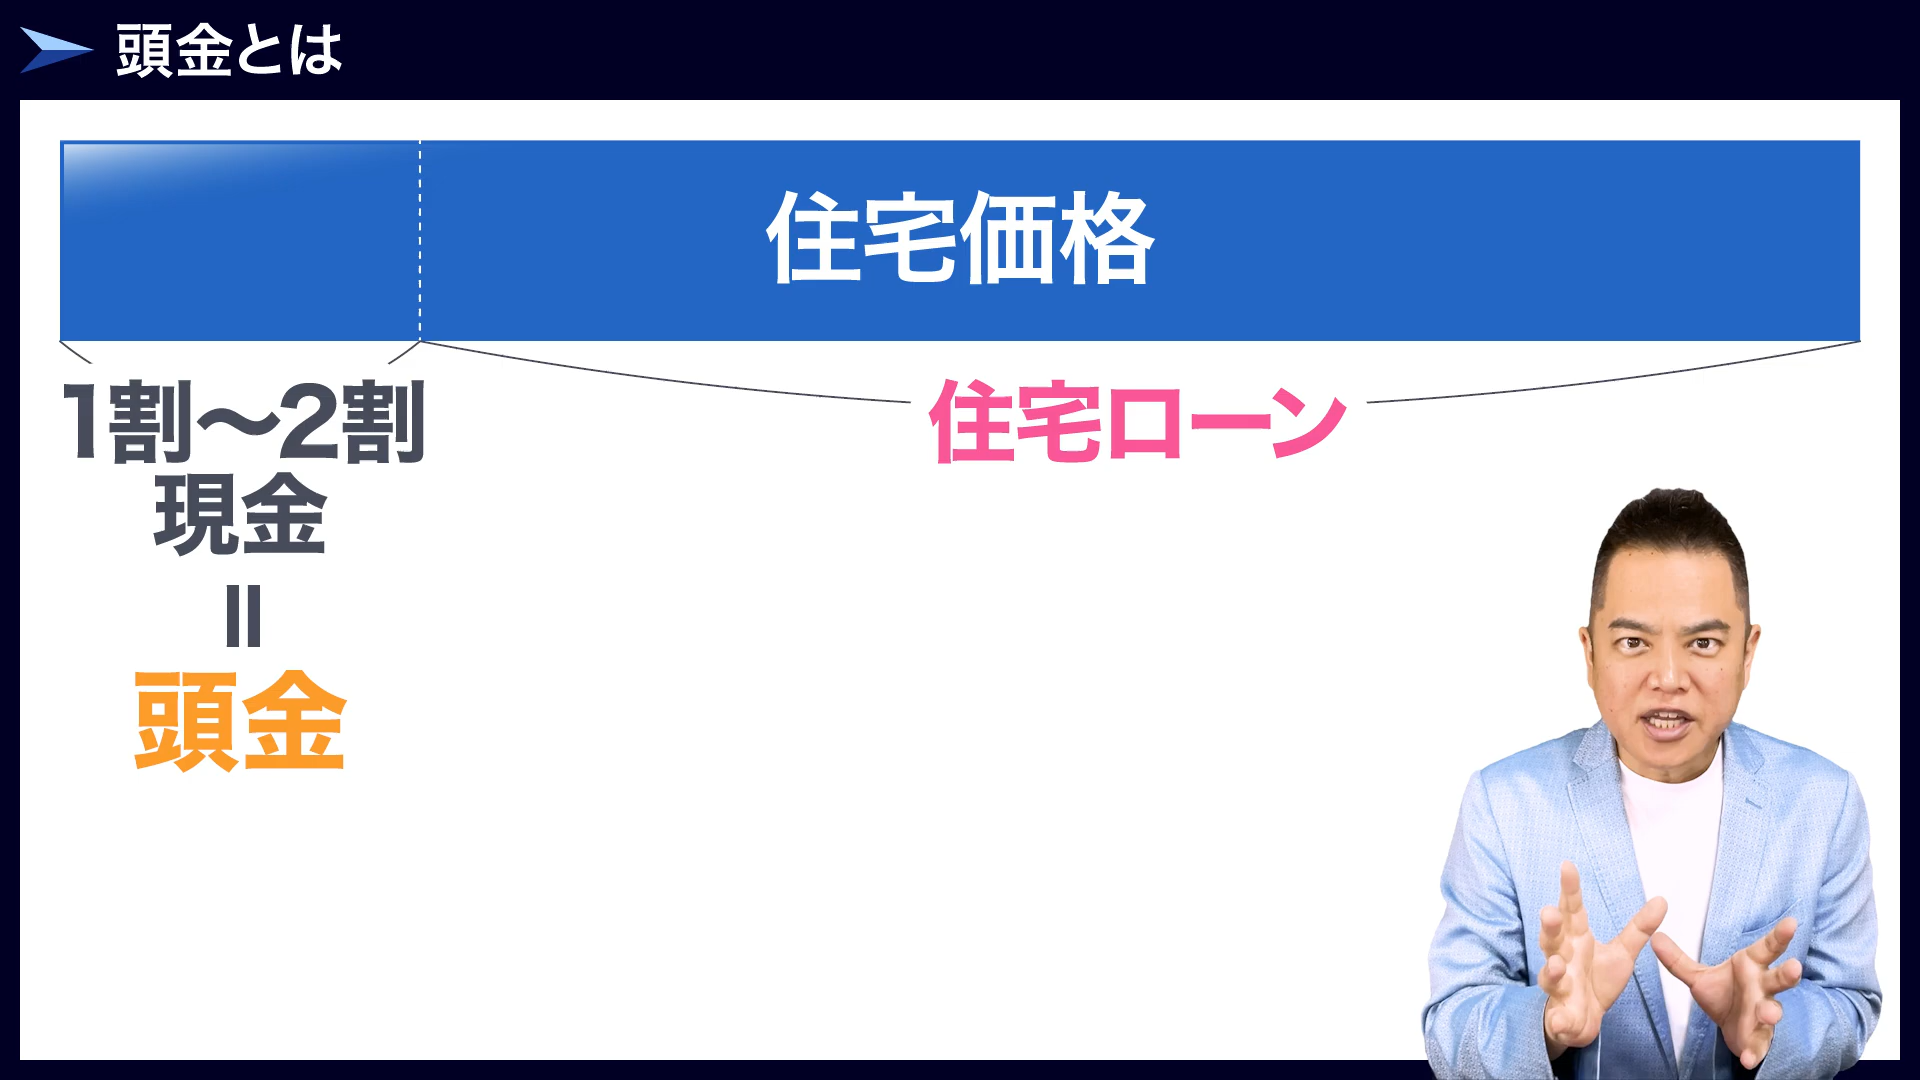 頭金とは
住宅価格
1割〜2割
現金
=
頭金
住宅ローン